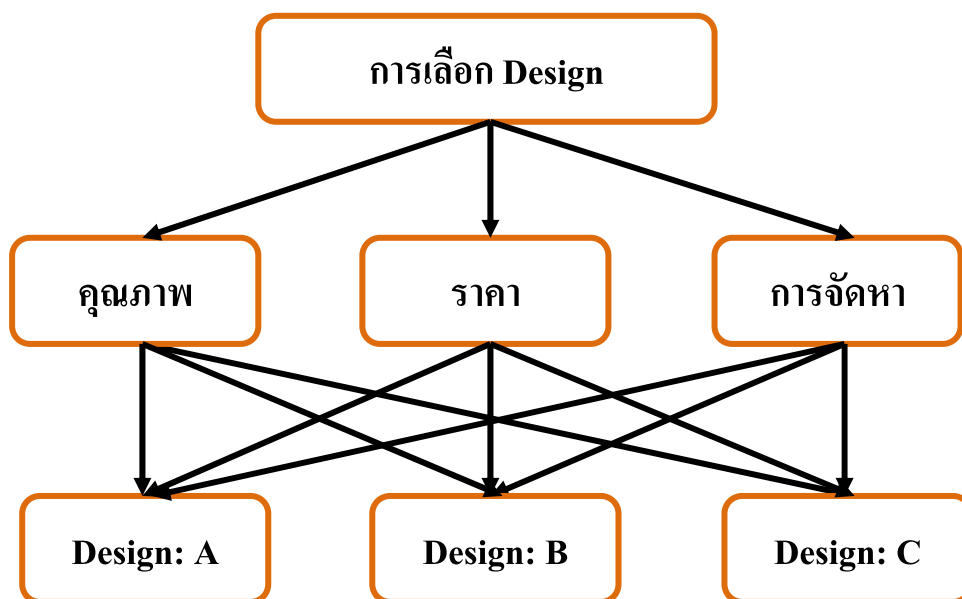 การเลือก Design
คุณภาพ
ราคา
การจัดหา
Design: A
Design: B
Design: C